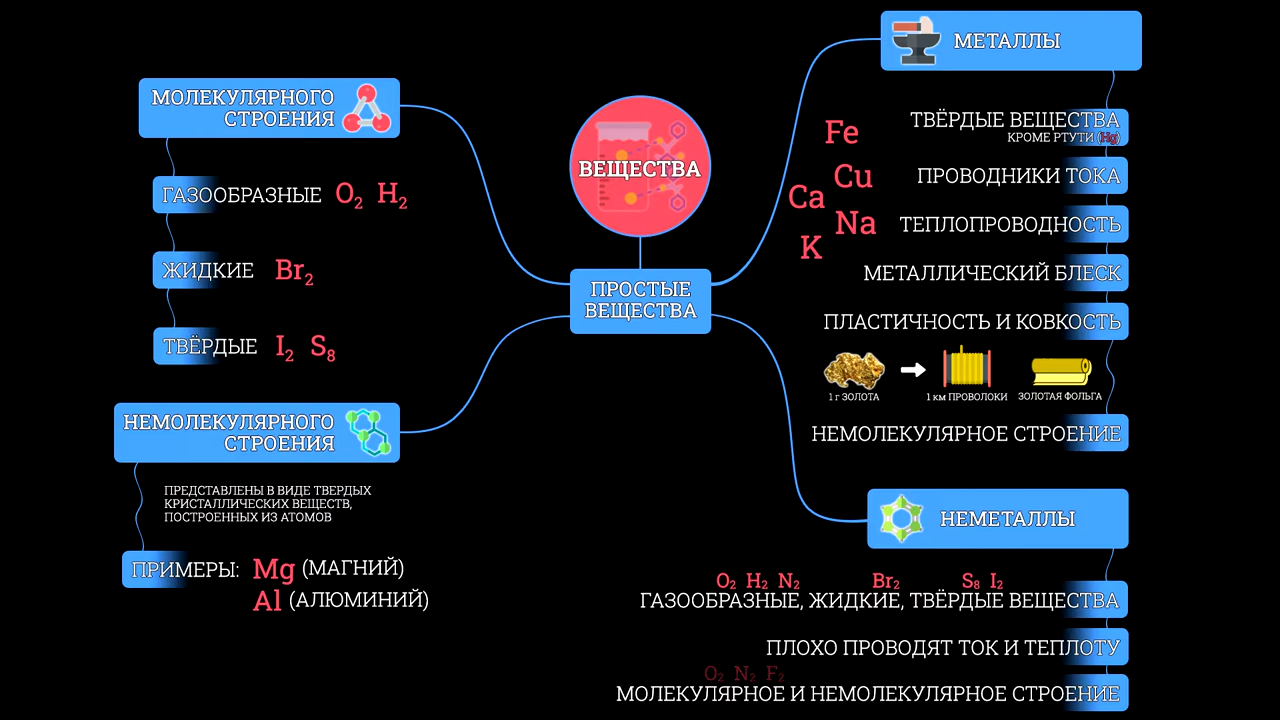 ВЕЩЕСТВА
ПРОСТЫЕ
ВЕЩЕСТВА
МОЛЕКУЛЯРНОГО
СТРОЕНИЯ
ГАЗООБРАЗНЫЕ O₂ H₂
ЖИДКИЕ Br₂
ТВЁРДЫЕ I₂ S₈
НЕМОЛЕКУЛЯРНОГО
СТРОЕНИЯ
ПРЕДСТАВЛЕНЫ В ВИДЕ ТВЕРДЫХ
КРИСТАЛЛИЧЕСКИХ ВЕЩЕСТВ,
ПОСТРОЕННЫХ ИЗ АТОМОВ
ПРИМЕРЫ: Mg (МАГНИЙ)
Al (АЛЮМИНИЙ)
МЕТАЛЛЫ
Fe
Cu
Ca
Na
K
ТВЁРДЫЕ ВЕЩЕСТВА
КРОМЕ РТУТИ (Hg)
ПРОВОДНИКИ ТОКА
ТЕПЛОПРОВОДНОСТЬ
МЕТАЛЛИЧЕСКИЙ БЛЕСК
ПЛАСТИЧНОСТЬ И КОВКОСТЬ
1 г ЗОЛОТА 1 км ПРОВОЛОКИ ЗОЛОТАЯ ФОЛЬГА
НЕМОЛЕКУЛЯРНОЕ СТРОЕНИЕ
НЕМЕТАЛЛЫ
O₂ H₂ N₂ Br₂ S₈ I₂
ГАЗООБРАЗНЫЕ, ЖИДКИЕ, ТВЁРДЫЕ ВЕЩЕСТВА
ПЛОХО ПРОВОДЯТ ТОК И ТЕПЛОТУ
O₂ N₂ F₂
МОЛЕКУЛЯРНОЕ И НЕМОЛЕКУЛЯРНОЕ СТРОЕНИЕ